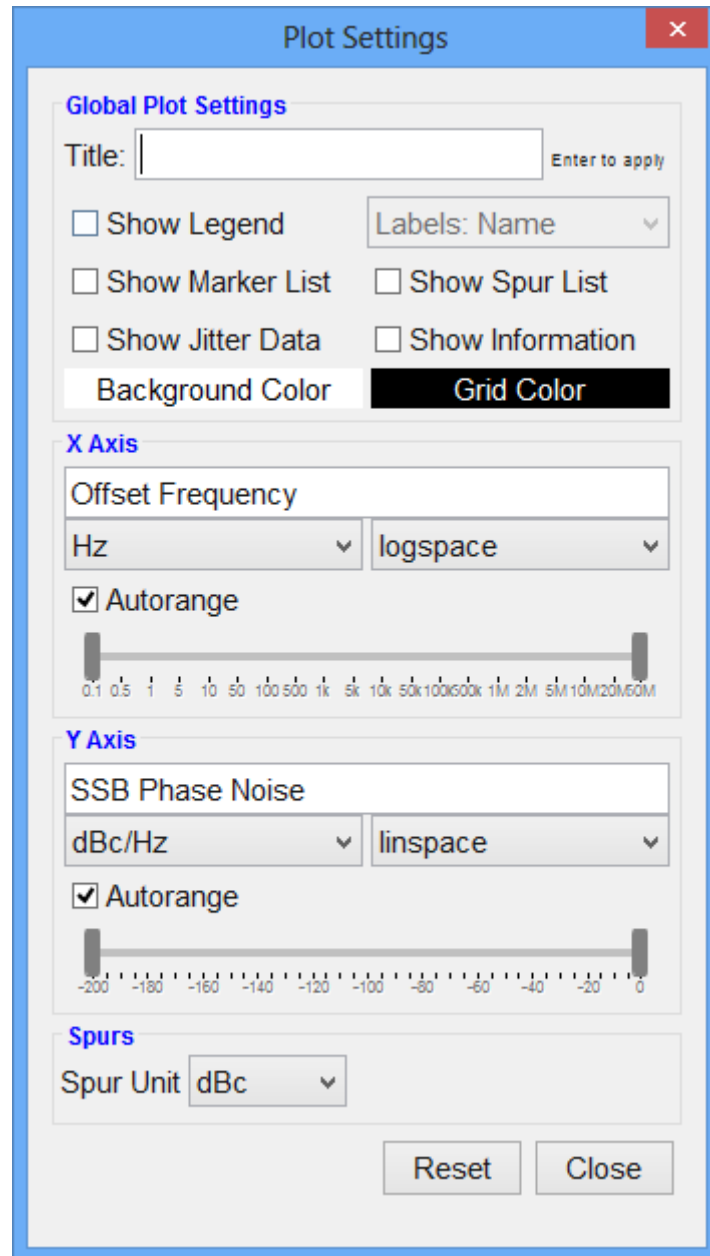 Plot Settings
Global Plot Settings
Title: Enter to apply
Show Legend Labels: Name
Show Marker List Show Spur List
Show Jitter Data Show Information
Background Color Grid Color
X Axis
Offset Frequency
Hz logspace
Autorange
0.1 0.5 1 5 10 50 100 500 1k 5k 10k 50k 100k 500k 1M 2M 5M 10M 20M 50M
Y Axis
SSB Phase Noise
dBc/Hz linspace
Autorange
-200 -180 -160 -140 -120 -100 -80 -60 -40 -20 0
Spurs
Spur Unit dBc
Reset Close